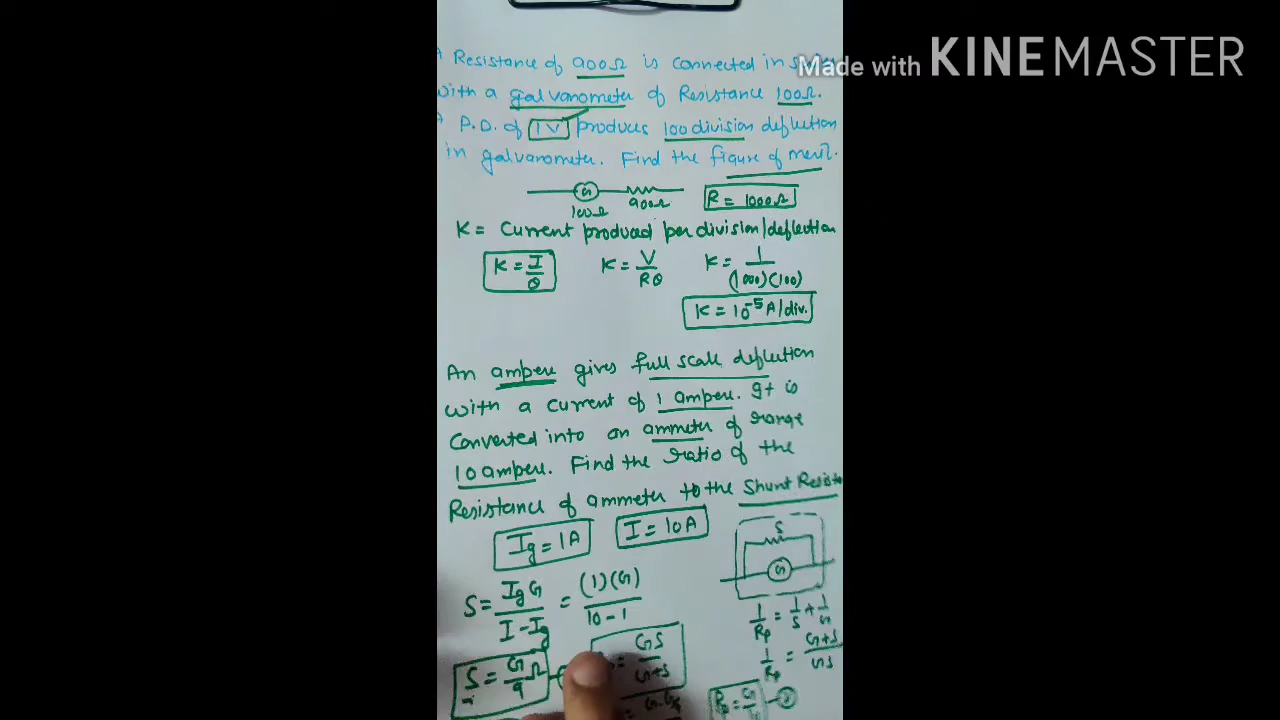 Made with KINEMASTER
Resistance of 900Ω is connected in
with a galvanometer of Resistance 100Ω.
P.D. of 1V produces 100 division deflection
in galvanometer. Find the figure of merit.
G
100Ω 900Ω
R = 1000Ω
K = Current produced per division/deflection
K = I/θ K = V/Rθ K = 1/(1000)(100)
K = 10⁻⁵ A/div.
An ampere gives full scale deflection
with a current of 1 ampere. It is
Converted into an ammeter of range
10 ampere. Find the ratio of the
Resistance of ammeter to the Shunt
Ig = 1A I = 10A
S
G
S = IgG/I-Ig = (1)(G)/10-1
1/Rp = 1/S + 1/G
1/Rp = G+S/GS
S = G/9 Ω
= GS/G+S